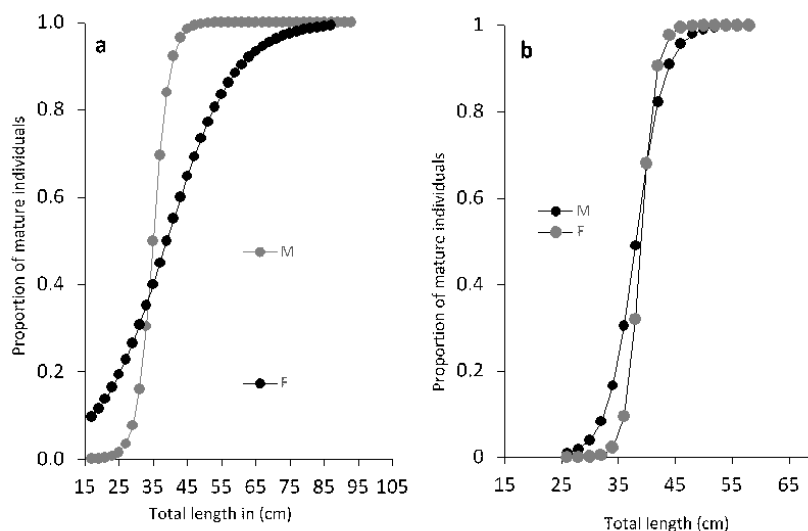 a
Proportion of mature individuals
1.0
0.8
0.6
0.4
0.2
0.0
M
F
15 25 35 45 55 65 75 85 95 105
Total length in (cm)
b
Proportion of mature individuals
1
0.8
0.6
0.4
0.2
0
M
F
15 25 35 45 55 65
Total length (cm)